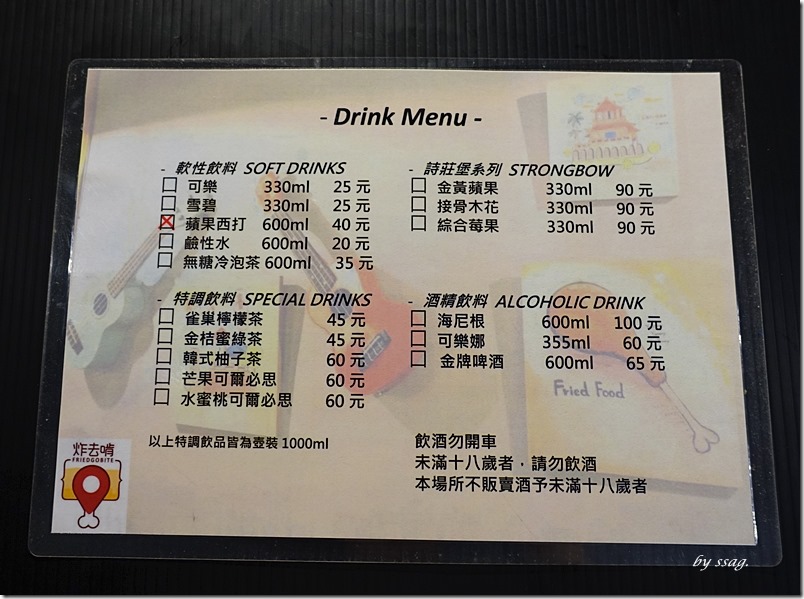 - Drink Menu -
- 軟性飲料 SOFT DRINKS
可樂 330ml 25 元
雪碧 330ml 25 元
蘋果西打 600ml 40 元
鹼性水 600ml 20 元
無糖冷泡茶 600ml 35 元
- 特調飲料 SPECIAL DRINKS
雀巢檸檬茶 45 元
金桔蜜綠茶 45 元
韓式柚子茶 60 元
芒果可爾必思 60 元
水蜜桃可爾必思 60 元
以上特調飲品皆為壺裝 1000ml
- 詩莊堡系列 STRONGBOW
金黃蘋果 330ml 90 元
接骨木花 330ml 90 元
綜合莓果 330ml 90 元
- 酒精飲料 ALCOHOLIC DRINK
海尼根 600ml 100 元
可樂娜 355ml 60 元
金牌啤酒 600ml 65 元
Fried Food
飲酒勿開車
未滿十八歲者，請勿飲酒
本場所不販賣酒予未滿十八歲者
炸去啃
FRIEDGOBITE
by ssag.